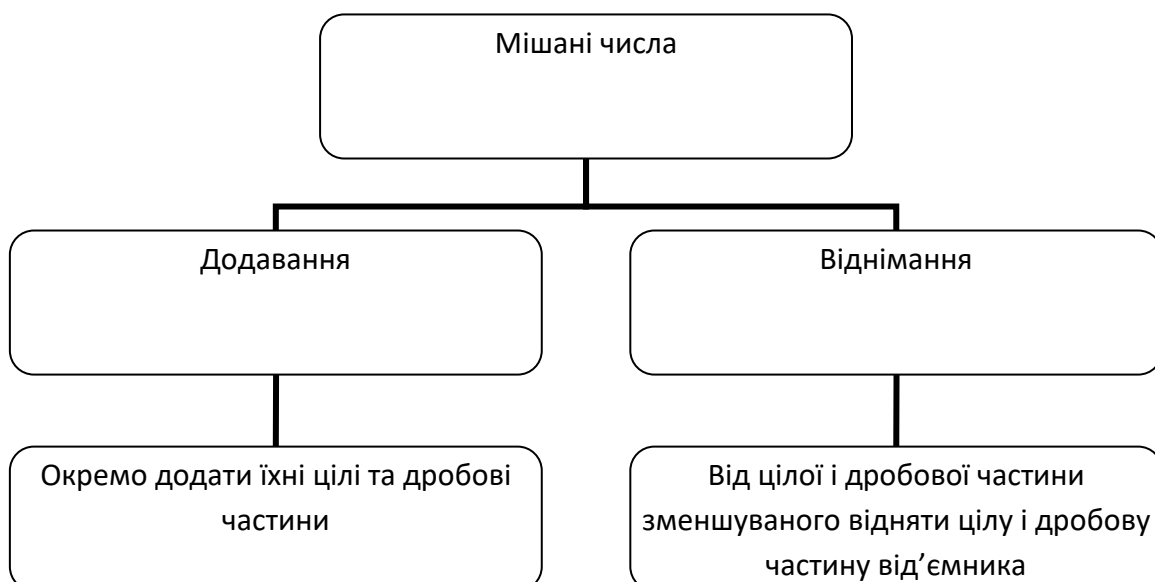 Мішані числа
Додавання
Віднімання
Окремо додати їхні цілі та дробові
частини
Від цілої і дробової частини
зменшуваного відняти цілу і дробову
частину від’ємника